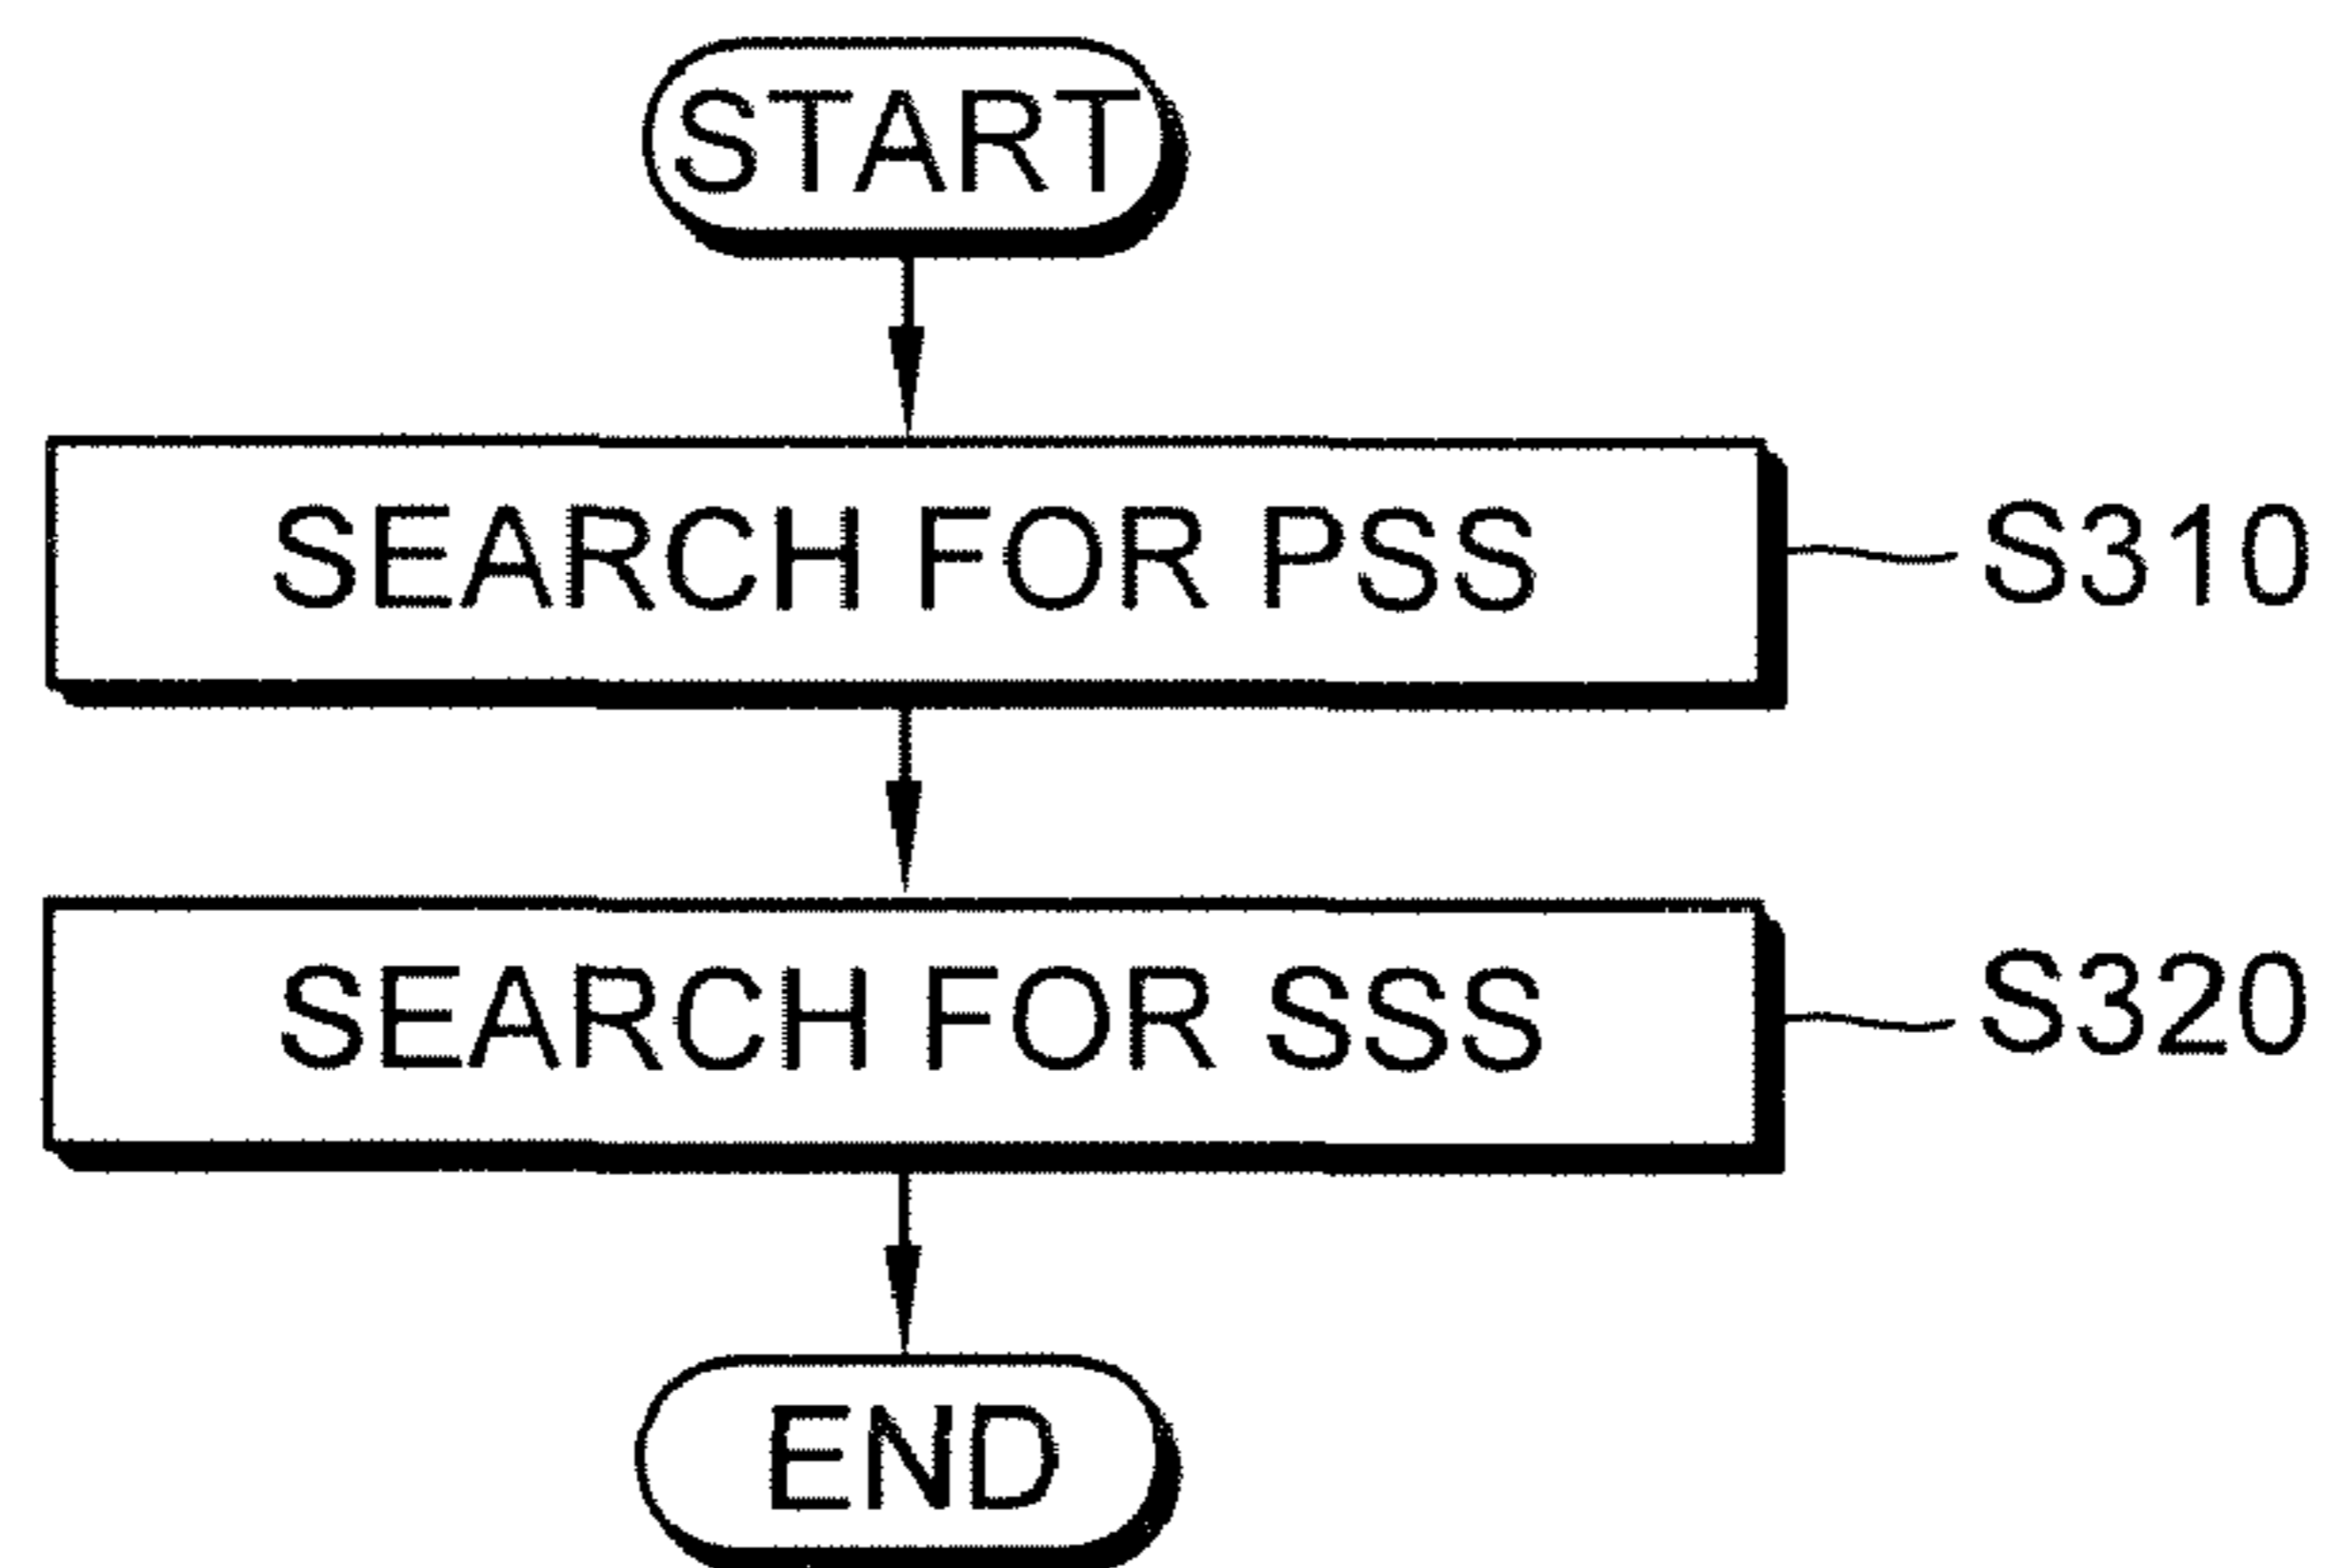 START
SEARCH FOR PSS
S310
SEARCH FOR SSS
S320
END